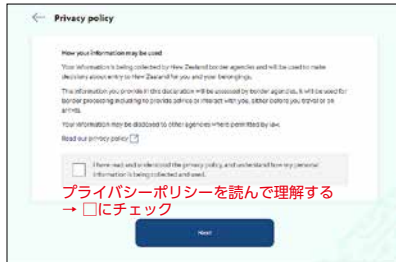 Privacy policy
How your information may be used
Your information is being collected by New Zealand border agencies and will be used to make
decisions about entry to New Zealand for you and your belongings.
The information you provide in this declaration will be assessed by border agencies. It will be used for
border processing including to provide advice or interact with you, either before you travel or on
arrival.
Your information may be disclosed to other agencies where permitted by law.
Read our privacy policy
I have read and understood the privacy policy, and understand how my personal
information is being collected and used.
プライバシーポリシーを読んで理解する
→ □にチェック
Next